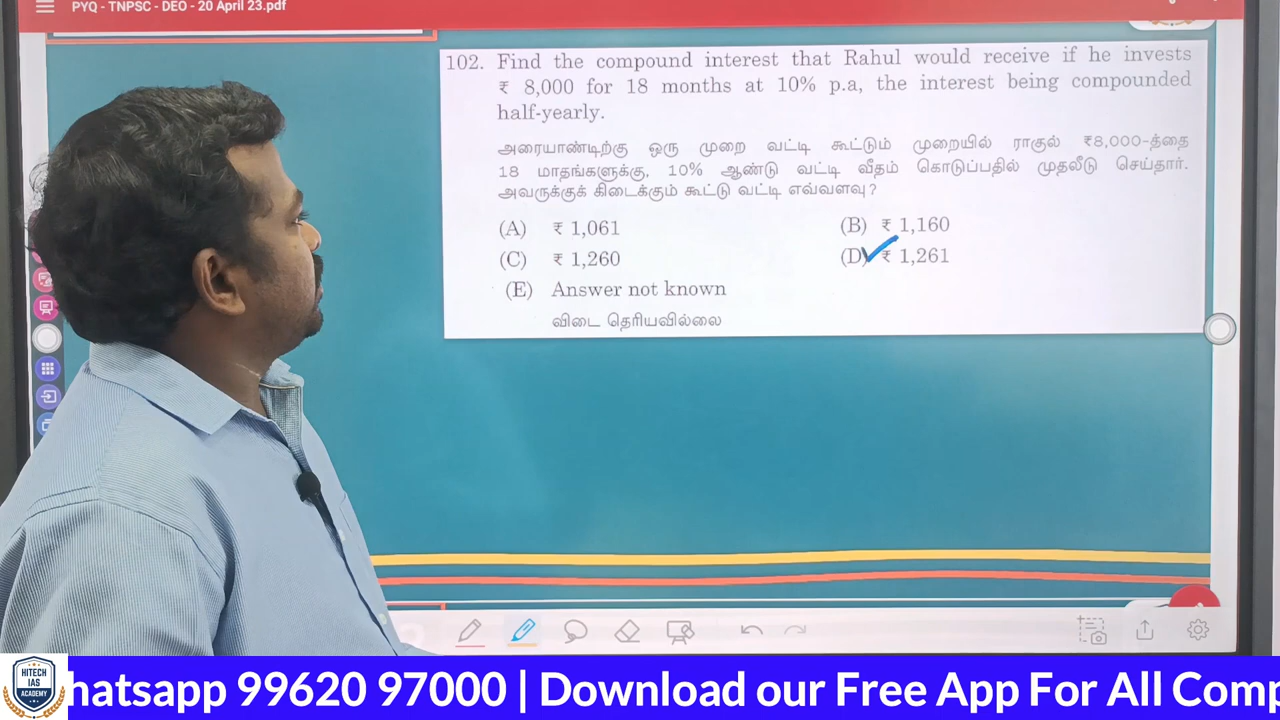 PYQ - TNPSC - DEO - 20 April 23.pdf
102. Find the compound interest that Rahul would receive if he invests
₹ 8,000 for 18 months at 10% p.a, the interest being compounded
half-yearly.
அரையாண்டிற்கு ஒரு முறை வட்டி கூட்டும் முறையில் ராகுல் ₹8,000-த்தை
18 மாதங்களுக்கு, 10% ஆண்டு வட்டி வீதம் கொடுப்பதில் முதலீடு செய்தார்.
அவருக்குக் கிடைக்கும் கூட்டு வட்டி எவ்வளவு?
(A) ₹ 1,061 (B) ₹ 1,160
(C) ₹ 1,260 (D) ₹ 1,261
(E) Answer not known
விடை தெரியவில்லை
HITECH
IAS
ACADEMY
hatsapp 99620 97000 | Download our Free App For All Comp